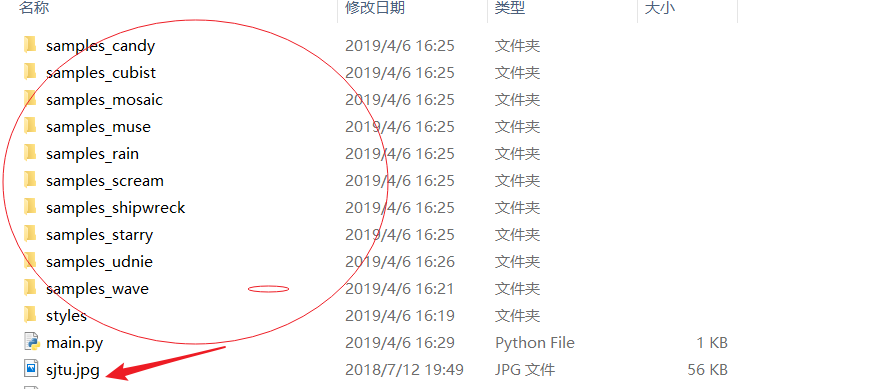 名称 修改日期 类型 大小
samples_candy 2019/4/6 16:25 文件夹
samples_cubist 2019/4/6 16:25 文件夹
samples_mosaic 2019/4/6 16:25 文件夹
samples_muse 2019/4/6 16:25 文件夹
samples_rain 2019/4/6 16:25 文件夹
samples_scream 2019/4/6 16:25 文件夹
samples_shipwreck 2019/4/6 16:25 文件夹
samples_starry 2019/4/6 16:25 文件夹
samples_udnie 2019/4/6 16:26 文件夹
samples_wave 2019/4/6 16:21 文件夹
styles 2019/4/6 16:19 文件夹
main.py 2019/4/6 16:29 Python File 1 KB
sjtu.jpg 2018/7/12 19:49 JPG 文件 56 KB